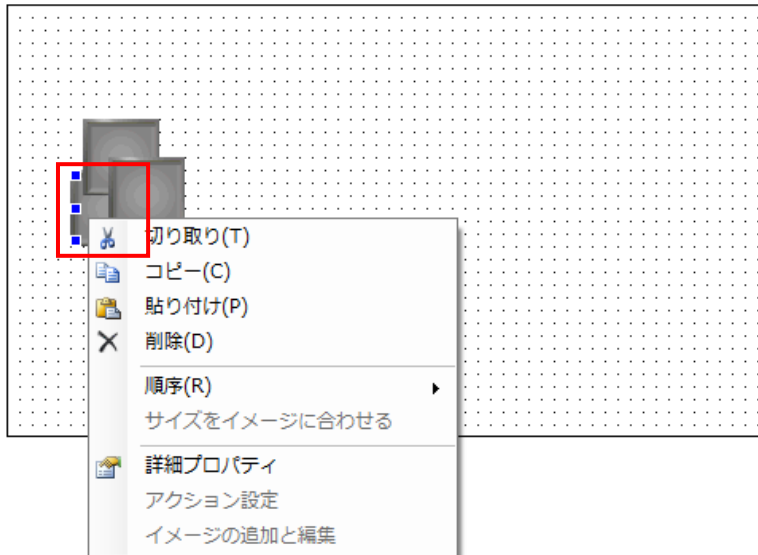 切り取り(T)
コピー(C)
貼り付け(P)
削除(D)
順序(R)
サイズをイメージに合わせる
詳細プロパティ
アクション設定
イメージの追加と編集